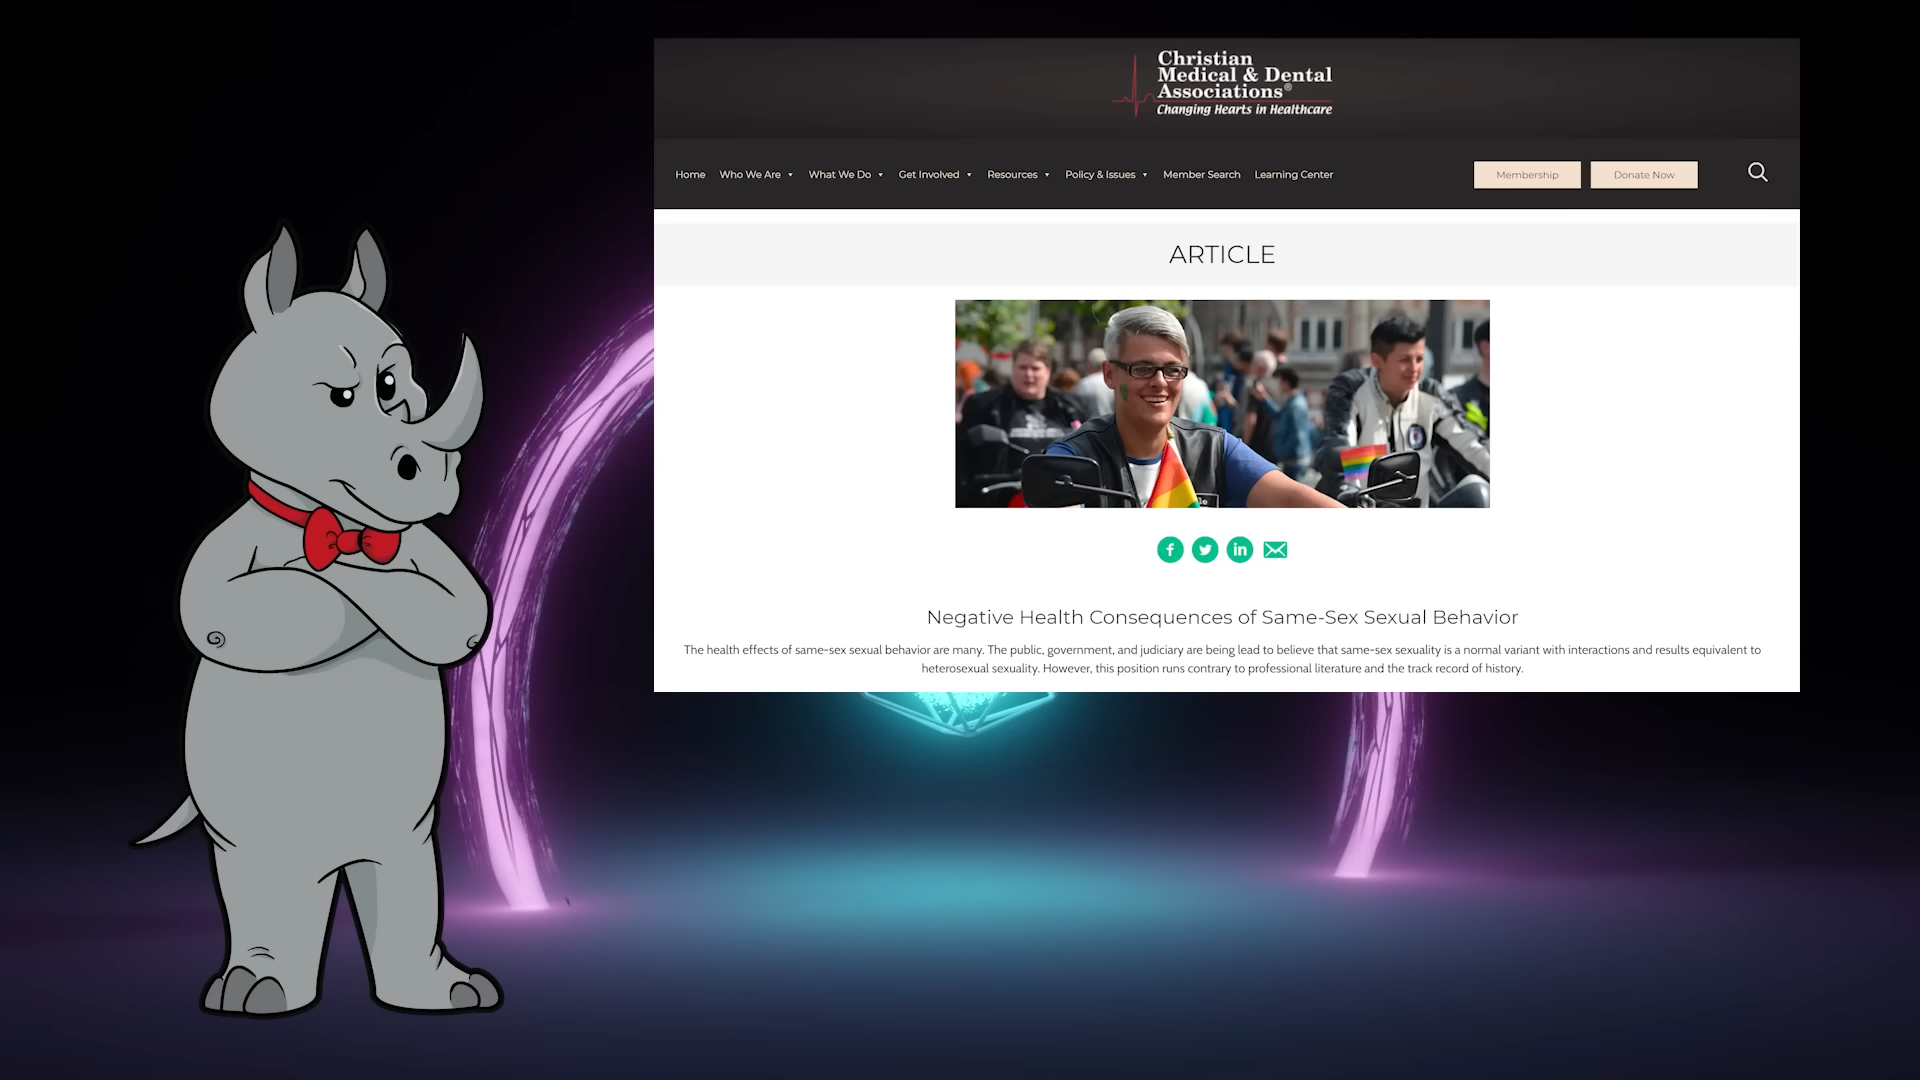 Christian
Medical & Dental
Associations®
Changing Hearts in Healthcare
Home Who We Are What We Do Get Involved Resources Policy & Issues Member Search Learning Center Membership Donate Now
ARTICLE
Negative Health Consequences of Same-Sex Sexual Behavior
The health effects of same-sex sexual behavior are many. The public, government, and judiciary are being lead to believe that same-sex sexuality is a normal variant with interactions and results equivalent to
heterosexual sexuality. However, this position runs contrary to professional literature and the track record of history.